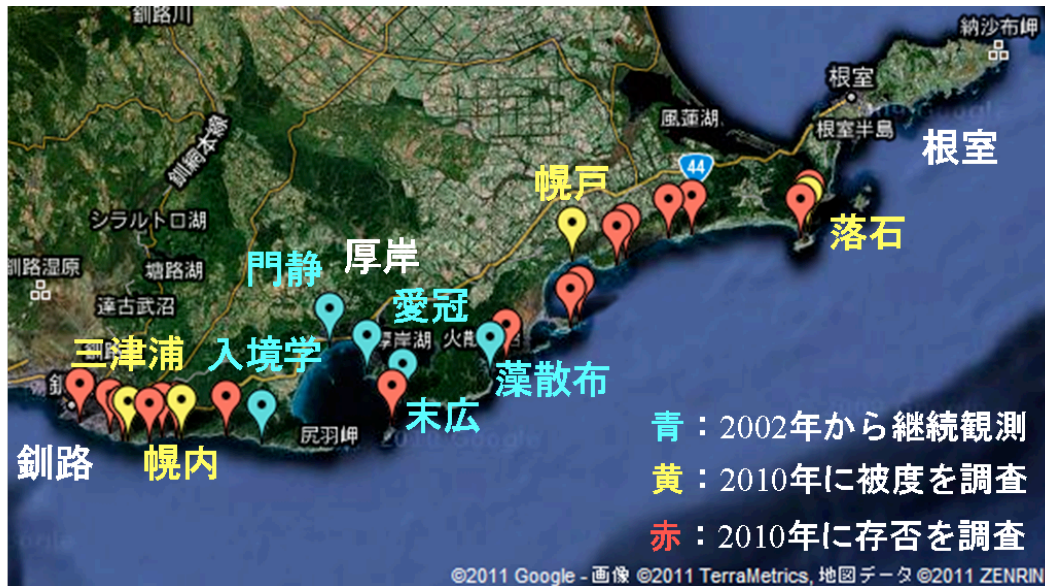 釧路川
納沙布岬
根室
根室半島
風蓮湖
根室
44
釧網本線
幌戸
落石
シラルトロ湖
厚岸
門静
釧路湿原
塘路湖
愛冠
達古武沼
厚岸湖
三津浦
入境学
藻散布
末広
尻羽岬
釧路
幌内
青：2002年から継続観測
黄：2010年に被度を調査
赤：2010年に存否を調査
©2011 Google - 画像 ©2011 TerraMetrics, 地図データ ©2011 ZENRIN